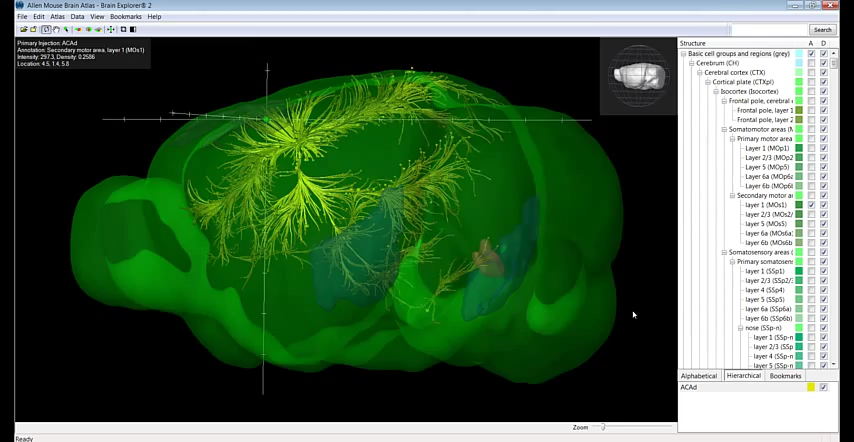 Allen Mouse Brain Atlas - Brain Explorer® 2
File Edit Atlas Data View Bookmarks Help
Search
Primary Injection: ACAd
Annotation: Secondary motor area, layer 1 (MOs1)
Intensity: 297.3, Density: 0.2586
Location: 4.5, 1.4, 5.8
Structure A D
Basic cell groups and regions (grey)
Cerebrum (CH)
Cerebral cortex (CTX)
Cortical plate (CTXpl)
Isocortex (Isocortex)
Frontal pole, cerebral
Frontal pole, layer 1
Frontal pole, layer 2
Somatomotor areas (
Primary motor area
Layer 1 (MOp1)
Layer 2/3 (MOp2
Layer 5 (MOp5)
Layer 6a (MOp6a
Layer 6b (MOp6b
Secondary motor ar
layer 1 (MOs1)
layer 2/3 (MOs2/
layer 5 (MOs5)
layer 6a (MOs6a
layer 6b (MOs6b
Somatosensory areas (
Primary somatosen
layer 1 (SSp1)
layer 2/3 (SSp2/3
layer 4 (SSp4)
layer 5 (SSp5)
layer 6a (SSp6a)
layer 6b (SSp6b)
nose (SSp-n)
layer 1 (SSp-n
layer 2/3 (SSp
layer 4 (SSp-n
layer 5 (SSp-n
Alphabetical Hierarchical Bookmarks
ACAd
Zoom
Ready